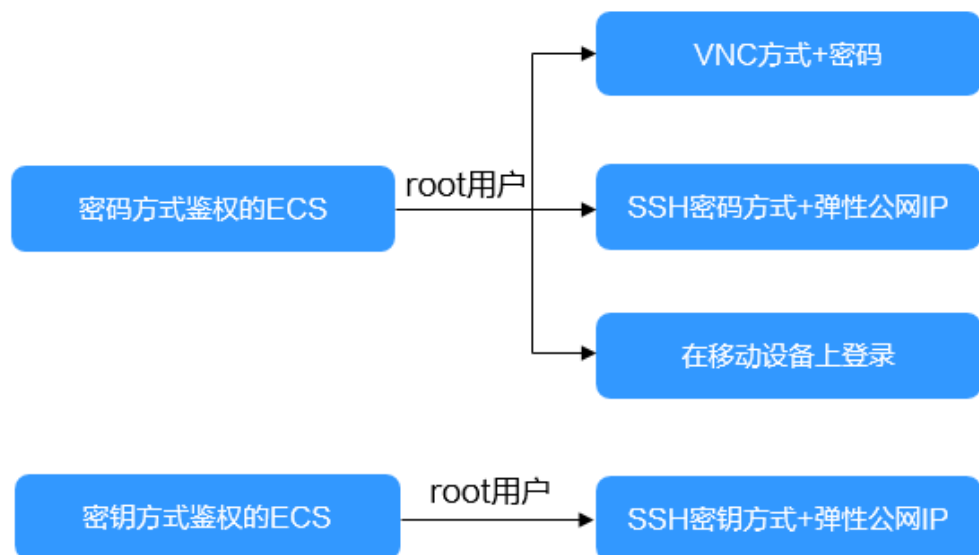 VNC方式+密码
密码方式鉴权的ECS
root用户
SSH密码方式+弹性公网IP
在移动设备上登录
密钥方式鉴权的ECS
root用户
SSH密钥方式+弹性公网IP